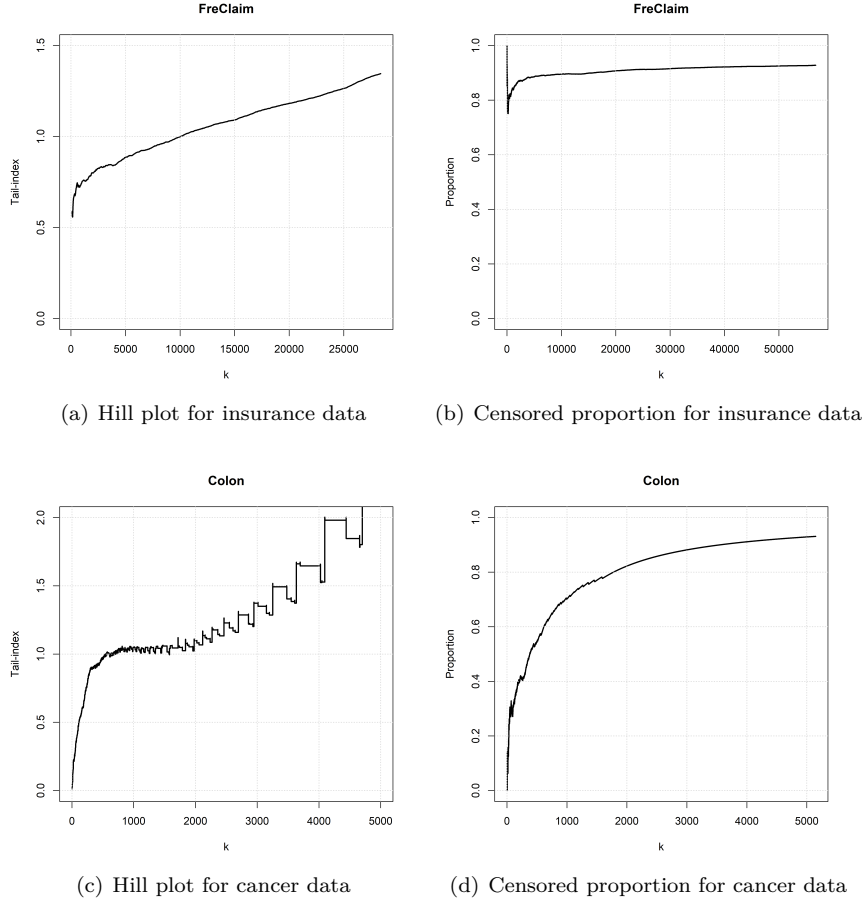 FreClaim
Tail-index
0.0 0.5 1.0 1.5
0 5000 10000 15000 20000 25000
k
(a) Hill plot for insurance data
FreClaim
Proportion
0.0 0.2 0.4 0.6 0.8 1.0
0 10000 20000 30000 40000 50000
k
(b) Censored proportion for insurance data
Colon
Tail-index
0.0 0.5 1.0 1.5 2.0
0 1000 2000 3000 4000 5000
k
(c) Hill plot for cancer data
Colon
Proportion
0.0 0.2 0.4 0.6 0.8 1.0
0 1000 2000 3000 4000 5000
k
(d) Censored proportion for cancer data